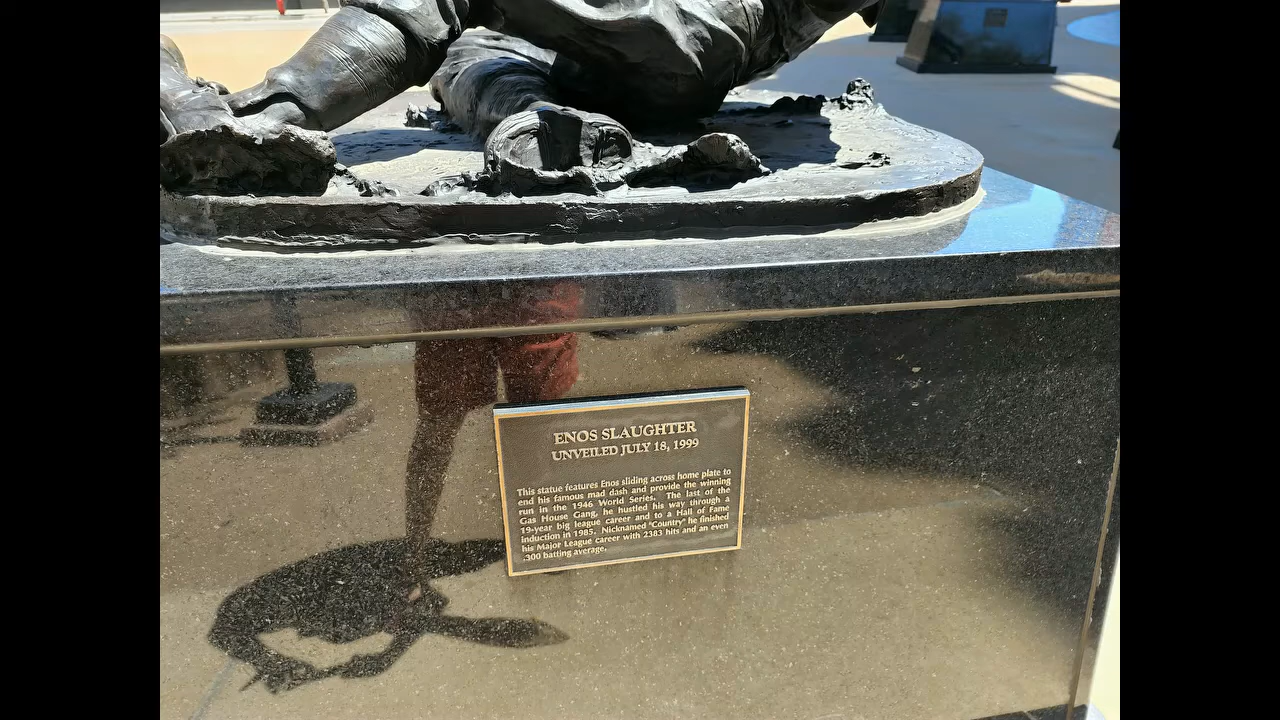 ENOS SLAUGHTER
UNVEILED JULY 18, 1999
This statue features Enos sliding across home plate to
end his famous mad dash and provide the winning
run in the 1946 World Series. The last of the
Gas House Gang, he hustled his way through a
19-year big league career and to a Hall of Fame
induction in 1985. Nicknamed "Country" he finished
his Major League career with 2383 hits and an even
.300 batting average.